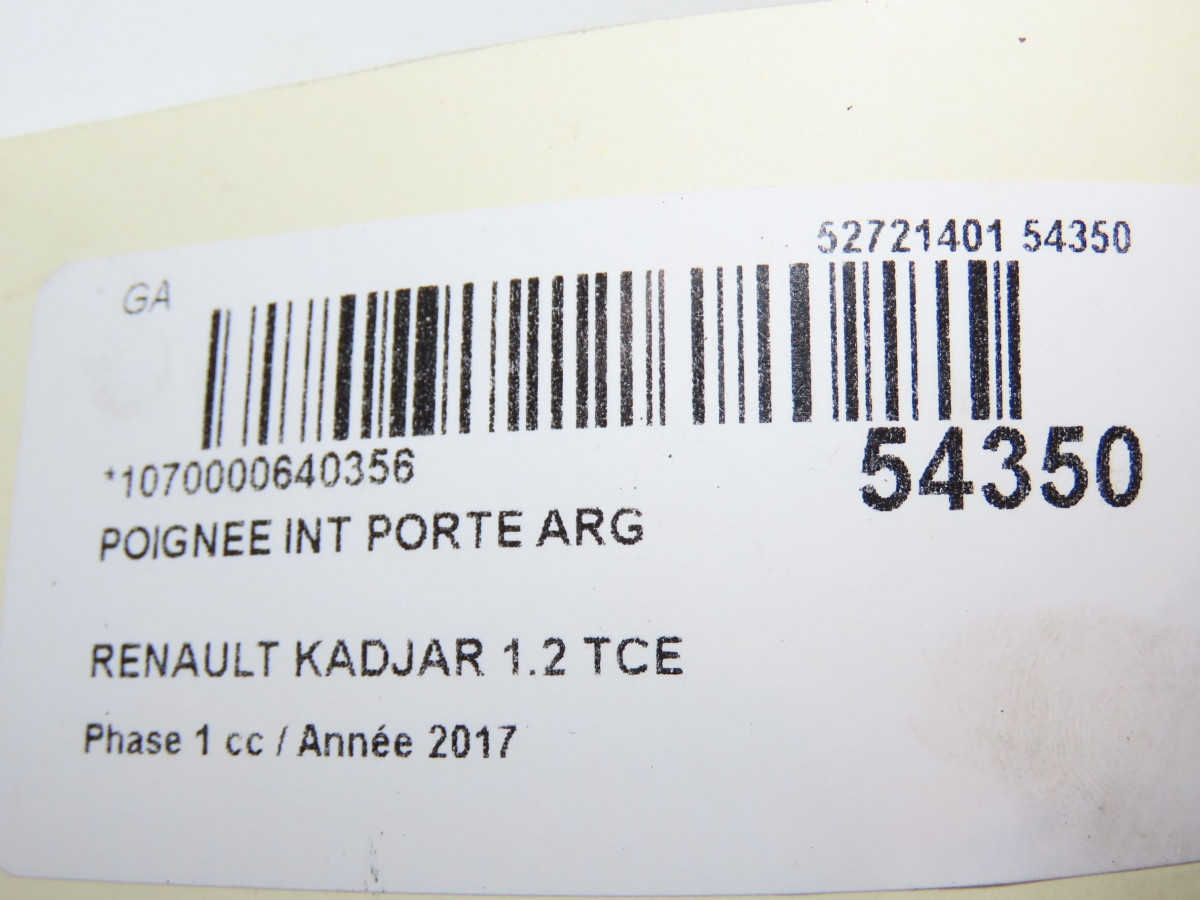 52721401 54350
GA
*1070000640356
54350
POIGNEE INT PORTE ARG
RENAULT KADJAR 1.2 TCE
Phase 1 cc / Année 2017